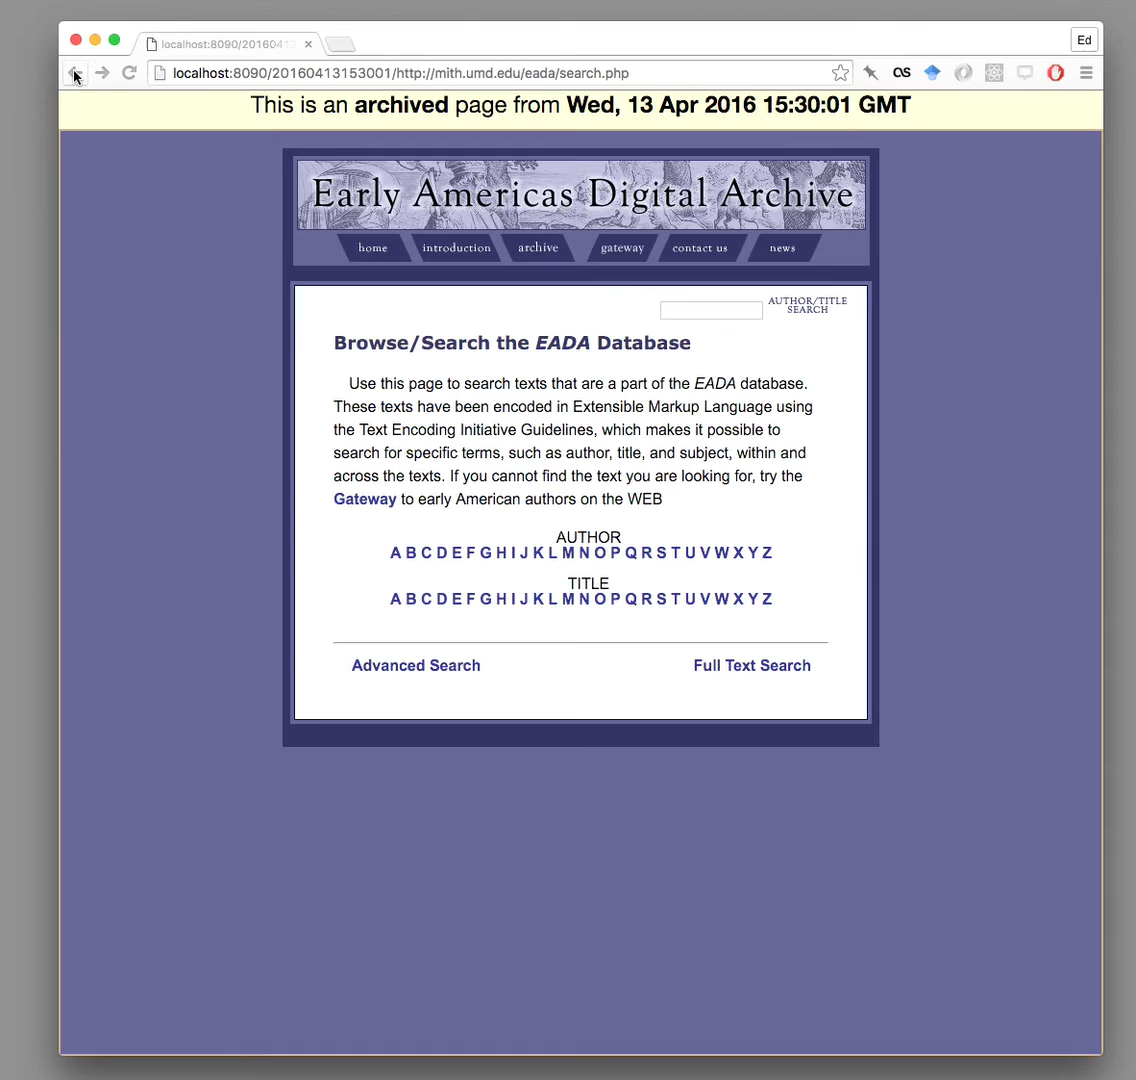 localhost:8090/20160413
Ed
localhost:8090/20160413153001/http://mith.umd.edu/eada/search.php
OS
This is an archived page from Wed, 13 Apr 2016 15:30:01 GMT
Early Americas Digital Archive
home introduction archive gateway contact us news
AUTHOR/TITLE
SEARCH
Browse/Search the EADA Database
Use this page to search texts that are a part of the EADA database.
These texts have been encoded in Extensible Markup Language using
the Text Encoding Initiative Guidelines, which makes it possible to
search for specific terms, such as author, title, and subject, within and
across the texts. If you cannot find the text you are looking for, try the
Gateway to early American authors on the WEB
AUTHOR
A B C D E F G H I J K L M N O P Q R S T U V W X Y Z
TITLE
A B C D E F G H I J K L M N O P Q R S T U V W X Y Z
Advanced Search Full Text Search